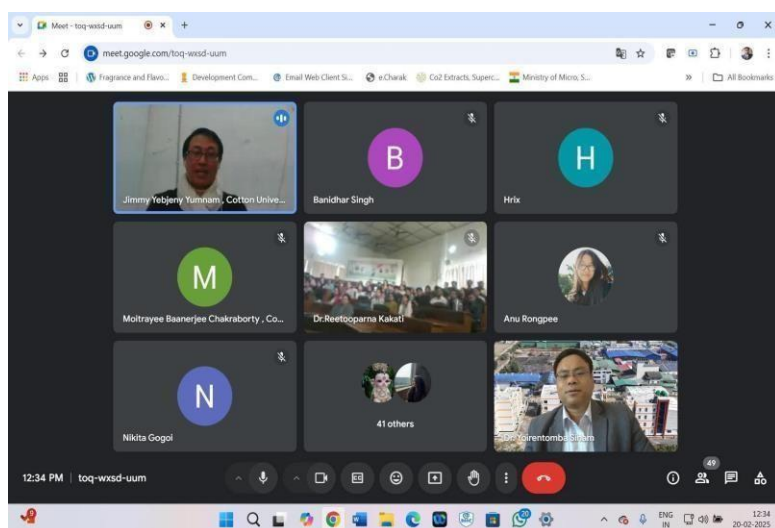 Meet - toq-wxsd-uum
meet.google.com/toq-wxsd-uum
Apps
Fragrance and Flavo...
Development Com...
Email Web Client Si...
e.Charak
Co2 Extracts, Superc...
Ministry of Micro, S...
All Bookmarks
Jimmy Yebjeny Yumnam , Cotton Unive...
B
Banidhar Singh
H
Hrix
M
Moitrayee Baanerjee Chakraborty , Co...
Dr.Reetooparna Kakati
Anu Rongpee
N
Nikita Gogoi
41 others
Dr. Yoirentomba Sinam
12:34 PM | toq-wxsd-uum
CC
49
9
20
ENG
IN
12:34
20-02-2025